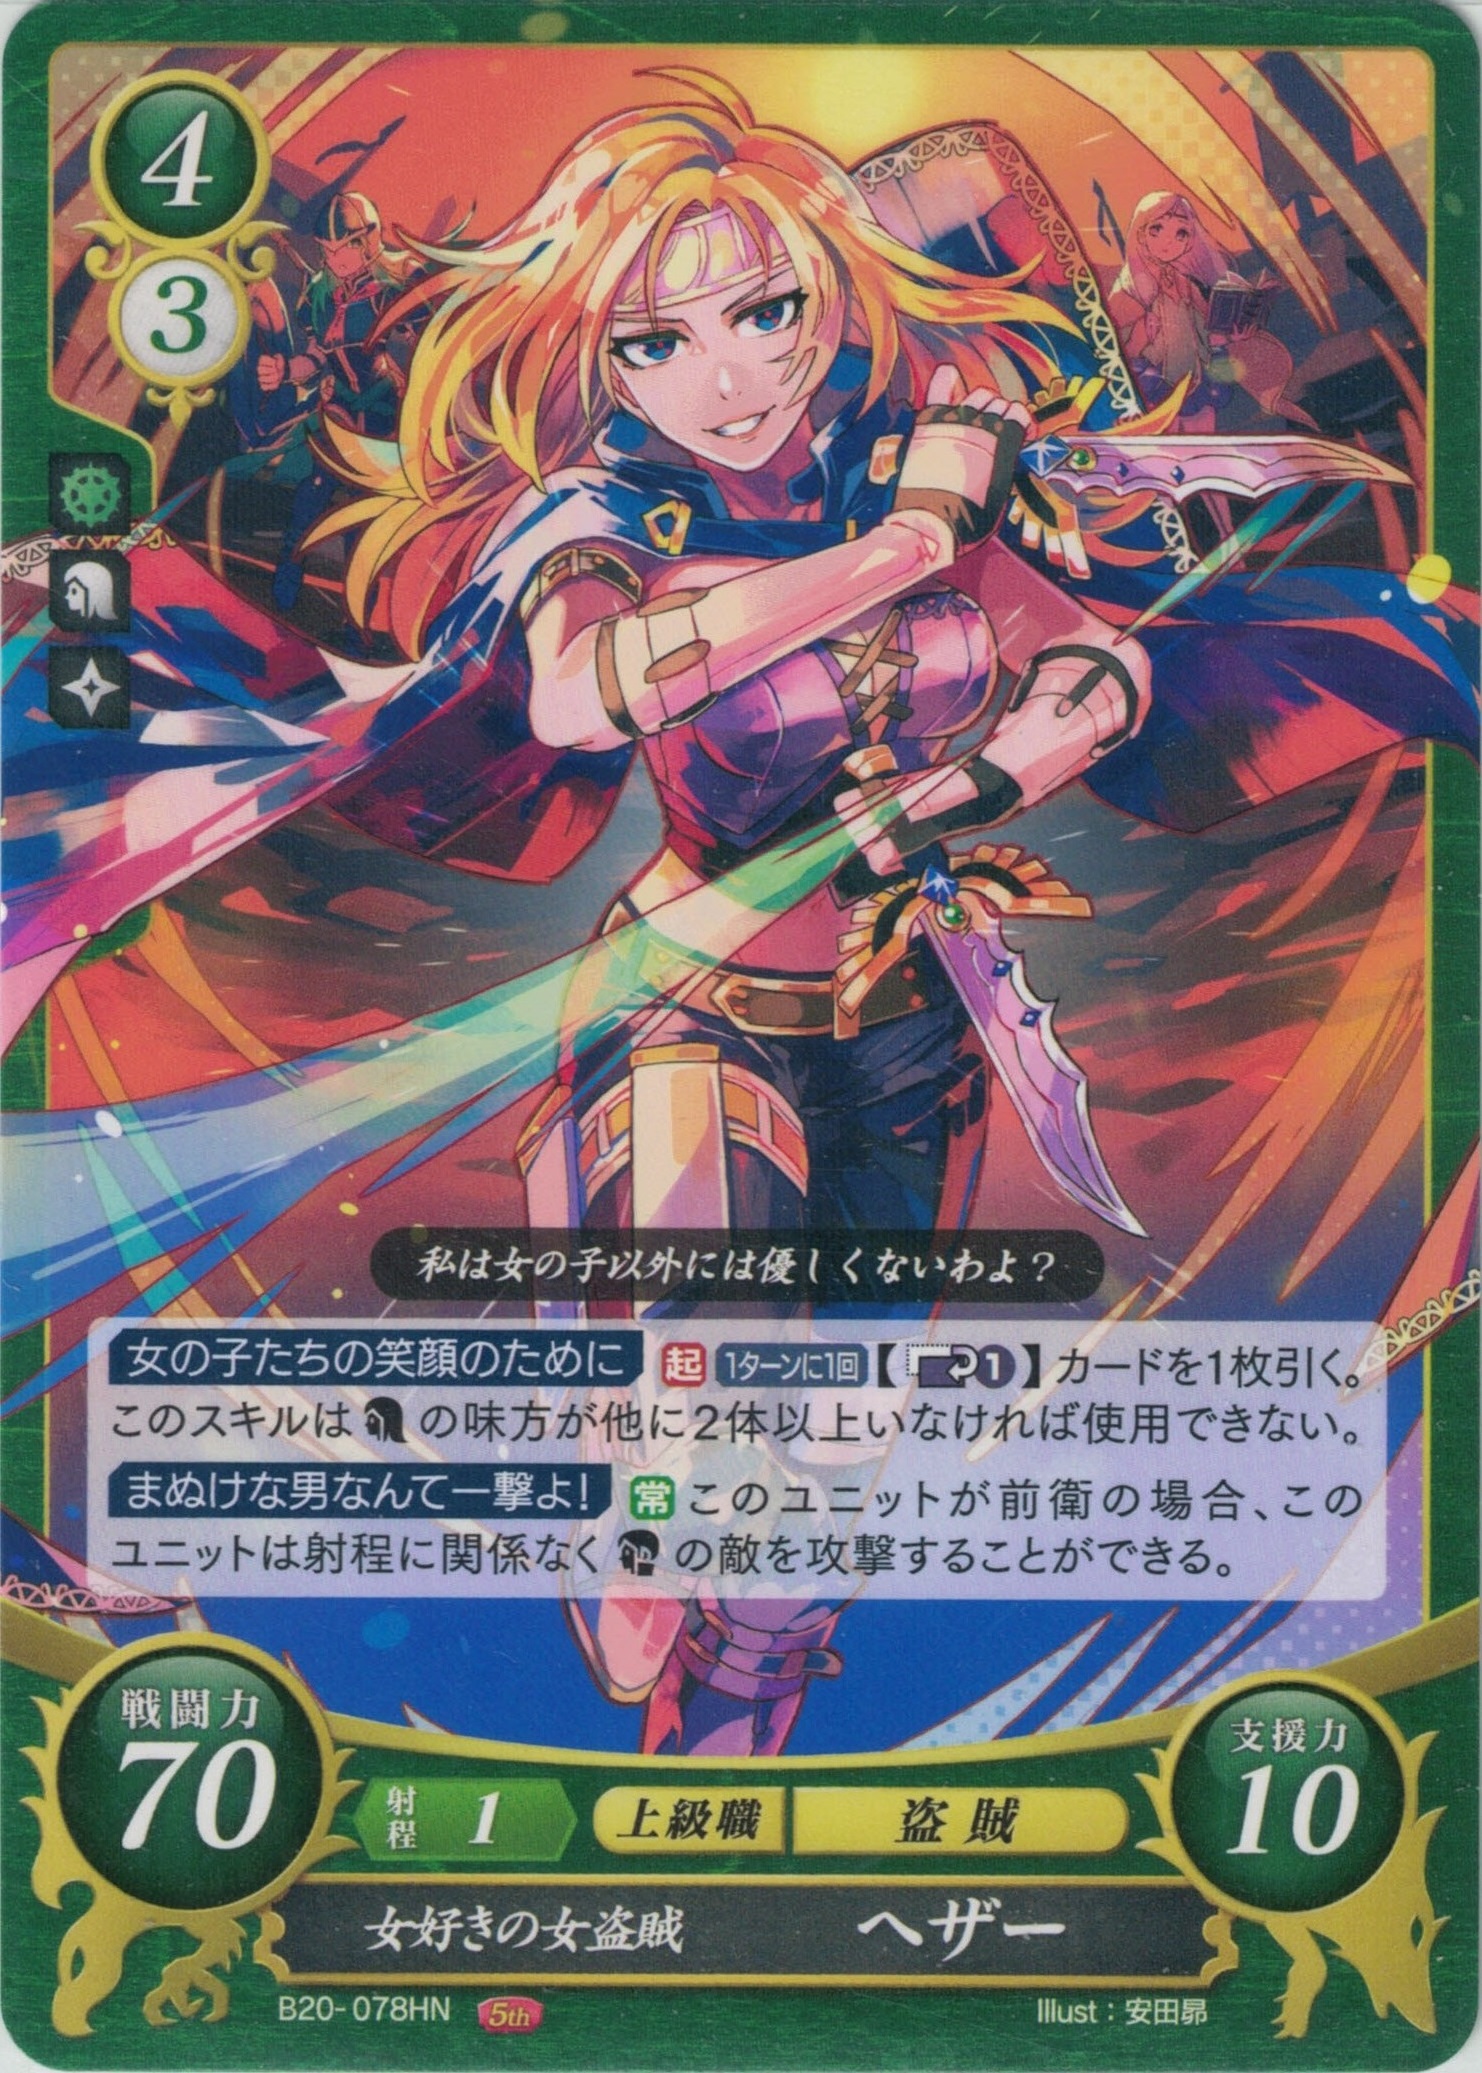 4
3
私は女の子以外には優しくないわよ?
女の子たちの笑顔のために 起 1ターンに1回【1】カードを1枚引く。
このスキルはの味方が他に2体以上いなければ使用できない。
まぬけな男なんて一撃よ! 常 このユニットが前衛の場合、この
ユニットは射程に関係なくの敵を攻撃することができる。
戦闘力
70
射程 1
上級職
盗賊
支援力
10
女好きの女盗賊 ヘザー
B20-078HN 5th Illust:安田昴